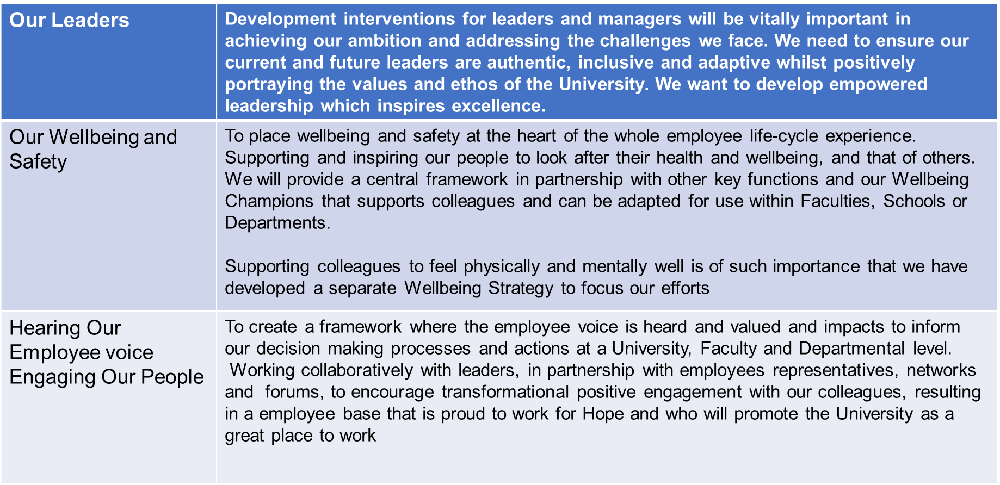 Our Leaders
Development interventions for leaders and managers will be vitally important in
achieving our ambition and addressing the challenges we face. We need to ensure our
current and future leaders are authentic, inclusive and adaptive whilst positively
portraying the values and ethos of the University. We want to develop empowered
leadership which inspires excellence.
Our Wellbeing and
Safety
To place wellbeing and safety at the heart of the whole employee life-cycle experience.
Supporting and inspiring our people to look after their health and wellbeing, and that of others.
We will provide a central framework in partnership with other key functions and our Wellbeing
Champions that supports colleagues and can be adapted for use within Faculties, Schools or
Departments.
Supporting colleagues to feel physically and mentally well is of such importance that we have
developed a separate Wellbeing Strategy to focus our efforts
Hearing Our
Employee voice
Engaging Our People
To create a framework where the employee voice is heard and valued and impacts to inform
our decision making processes and actions at a University, Faculty and Departmental level.
Working collaboratively with leaders, in partnership with employees representatives, networks
and forums, to encourage transformational positive engagement with our colleagues, resulting
in a employee base that is proud to work for Hope and who will promote the University as a
great place to work